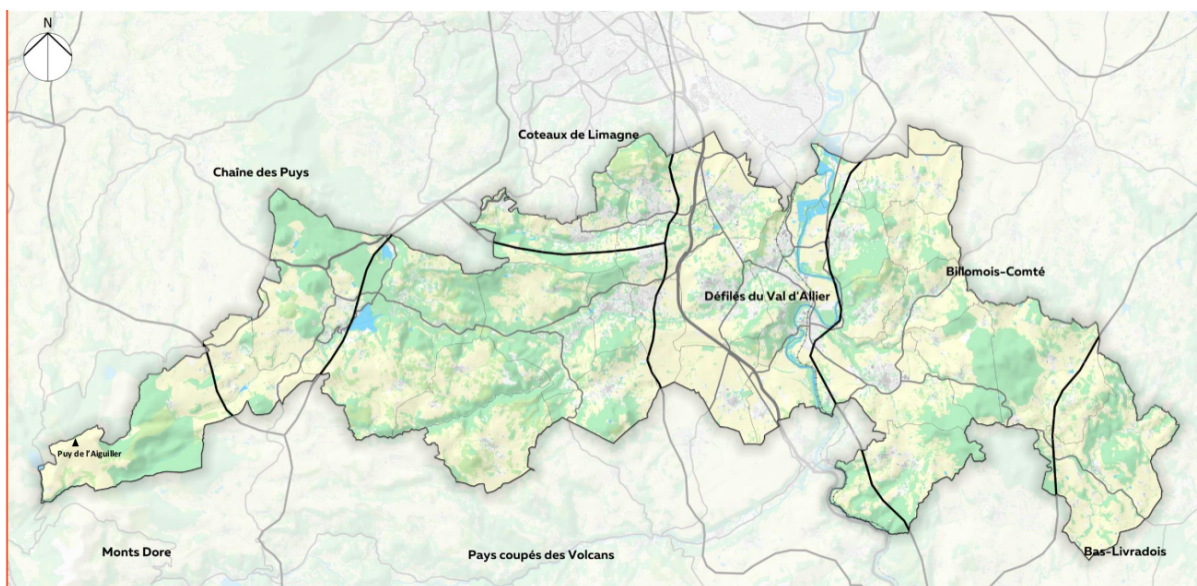 N
Coteaux de Limagne
Chaîne des Puys
Billomois-Comté
Défilés du Val d'Allier
Puy de l'Aiguiller
Monts Dore
Pays coupés des Volcans
Bas-Livradois